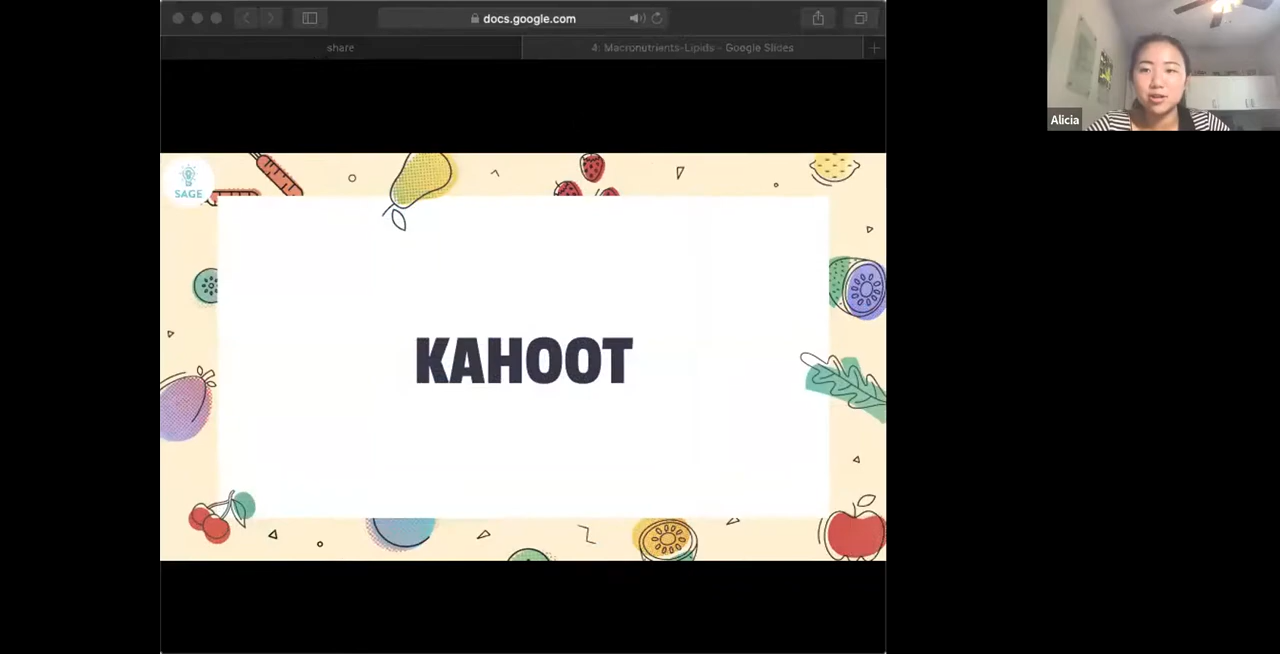 docs.google.com
share
4: Macronutrients-Lipids - Google Slides
Alicia
SAGE
KAHOOT